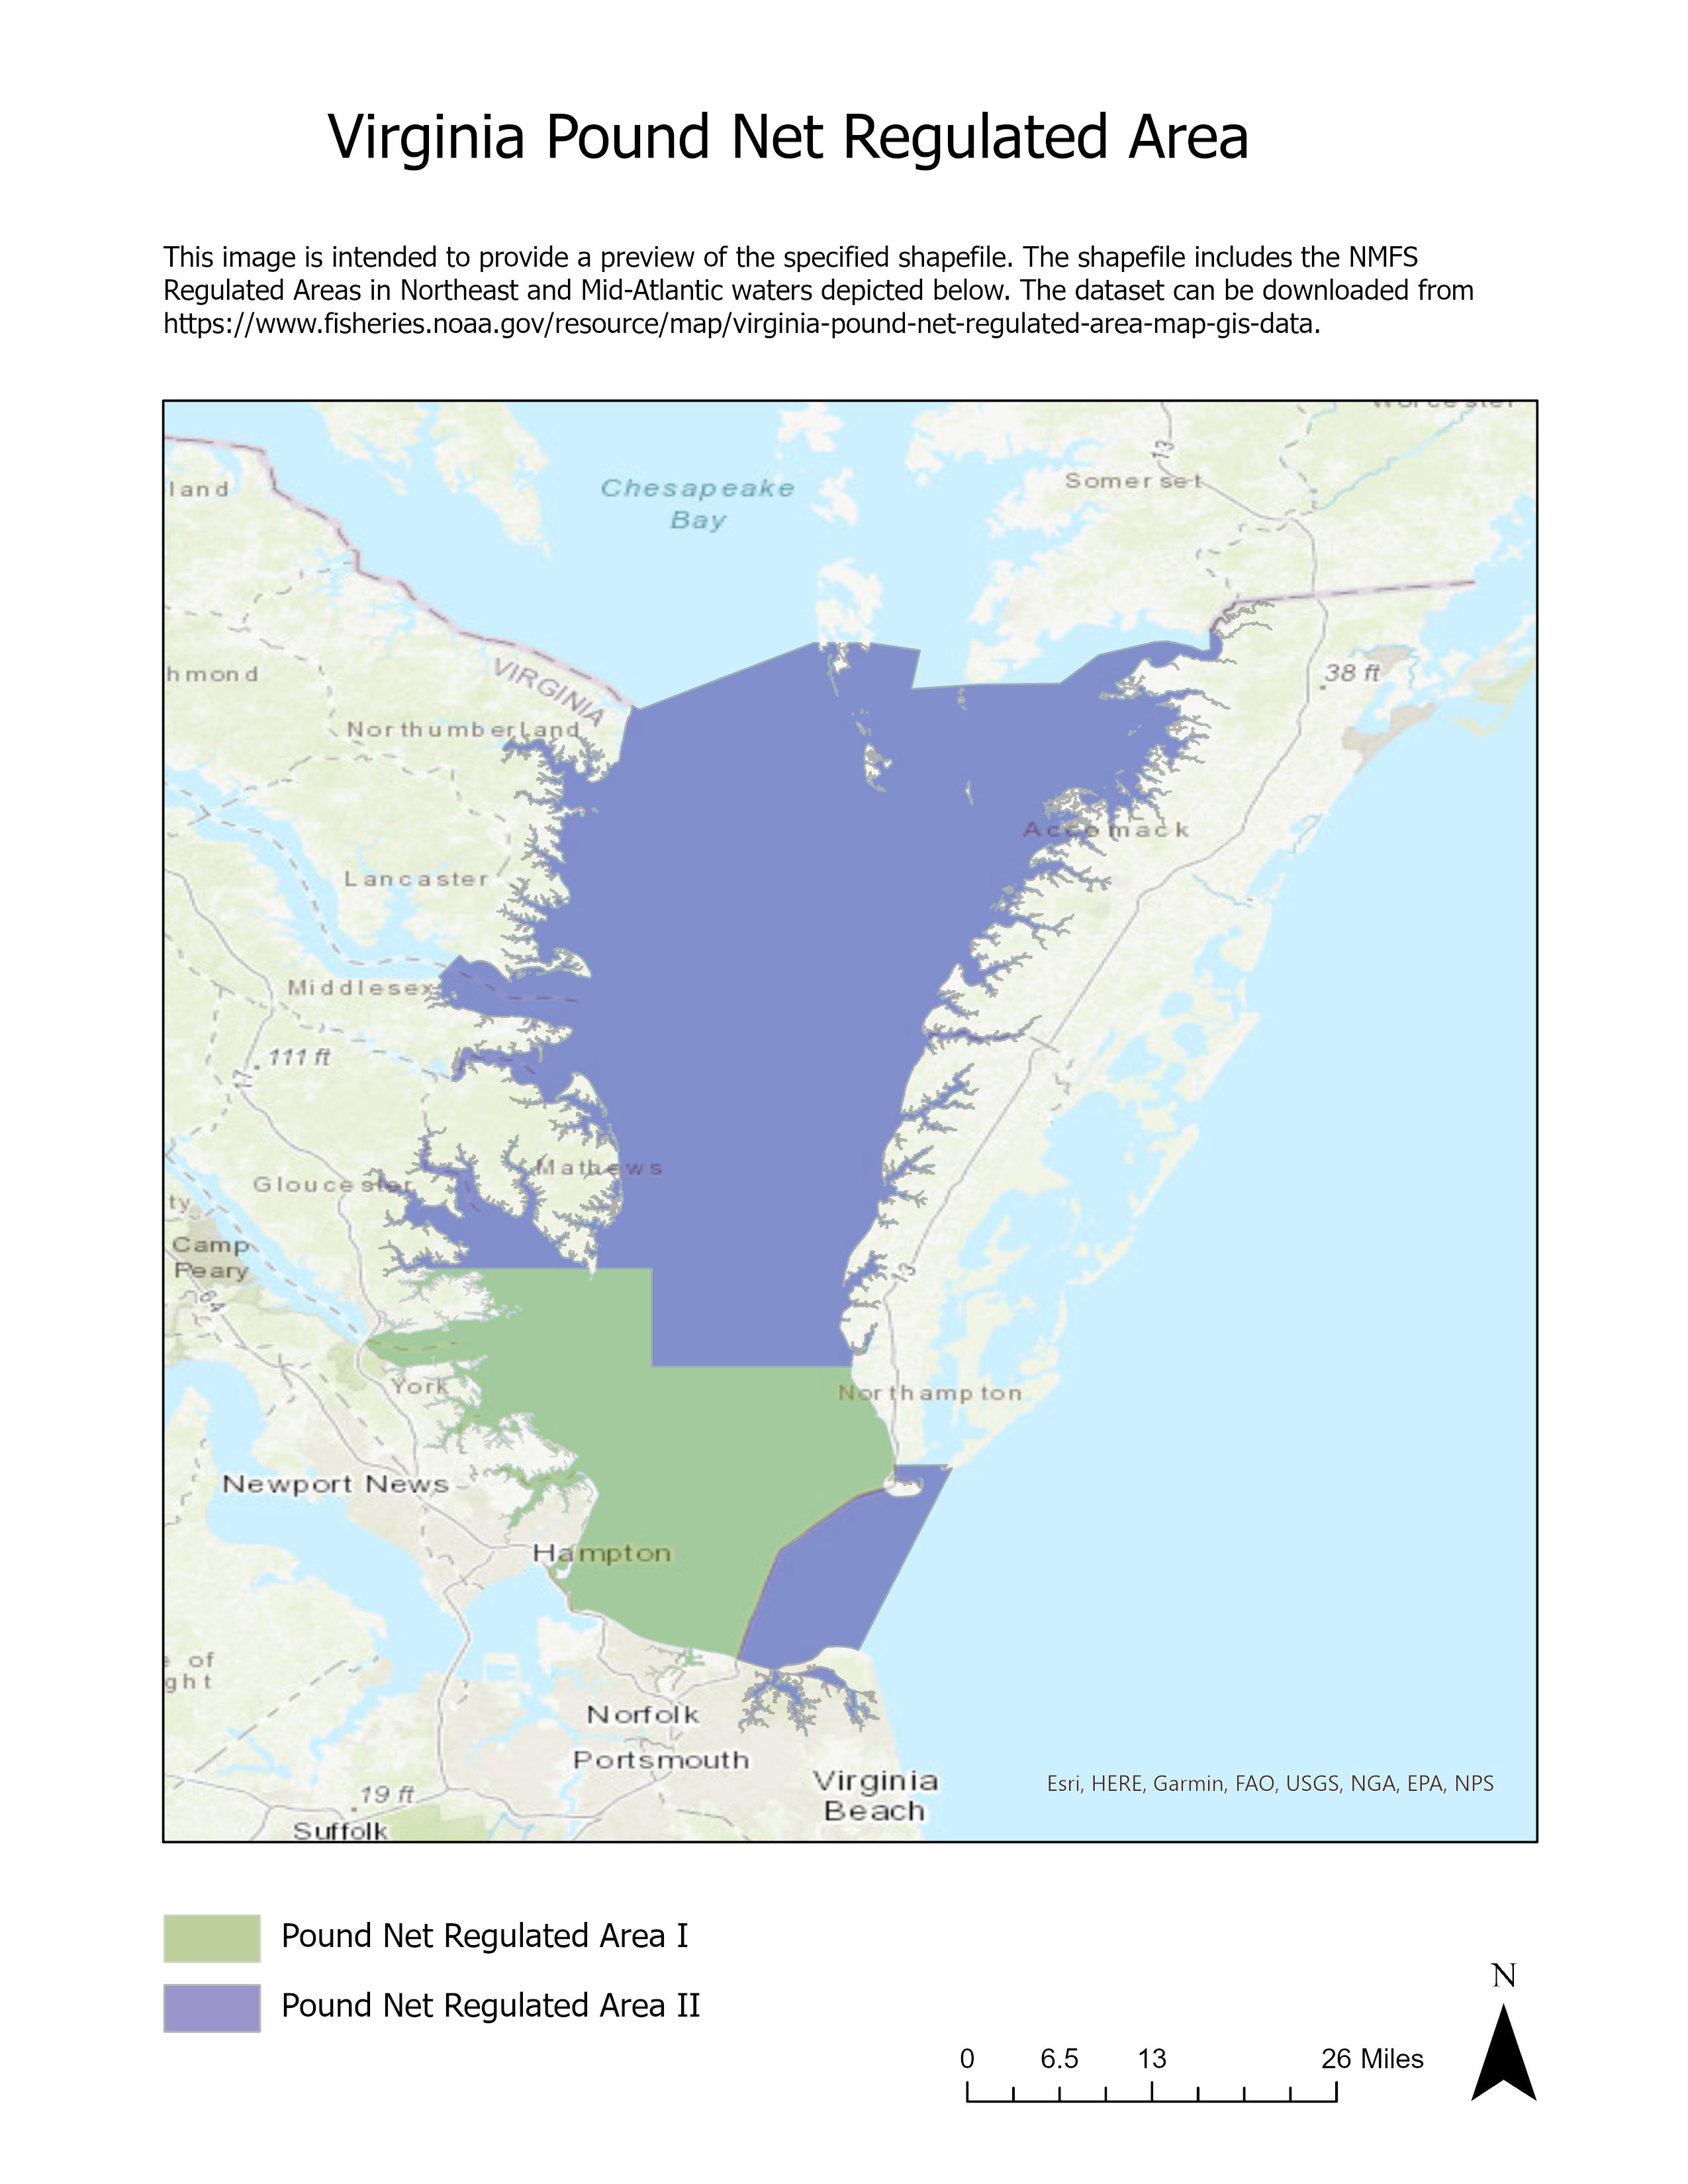 Virginia Pound Net Regulated Area
This image is intended to provide a preview of the specified shapefile. The shapefile includes the NMFS
Regulated Areas in Northeast and Mid-Atlantic waters depicted below. The dataset can be downloaded from
https://www.fisheries.noaa.gov/resource/map/virginia-pound-net-regulated-area-map-gis-data.
13
Somerset
land
Chesapeake
Bay
hmond
VIRGINIA
38 ft
Northumberland
Accomack
Lancaster
Middlesex
111 ft
17
Mathews
Gloucester
ty
Camp
Peary
13
64
York
Northampton
Newport News
Hampton
of
ght
Norfolk
Portsmouth
Virginia
Beach
19 ft
Suffolk
Esri, HERE, Garmin, FAO, USGS, NGA, EPA, NPS
Pound Net Regulated Area I
Pound Net Regulated Area II
N
0 6.5 13 26 Miles